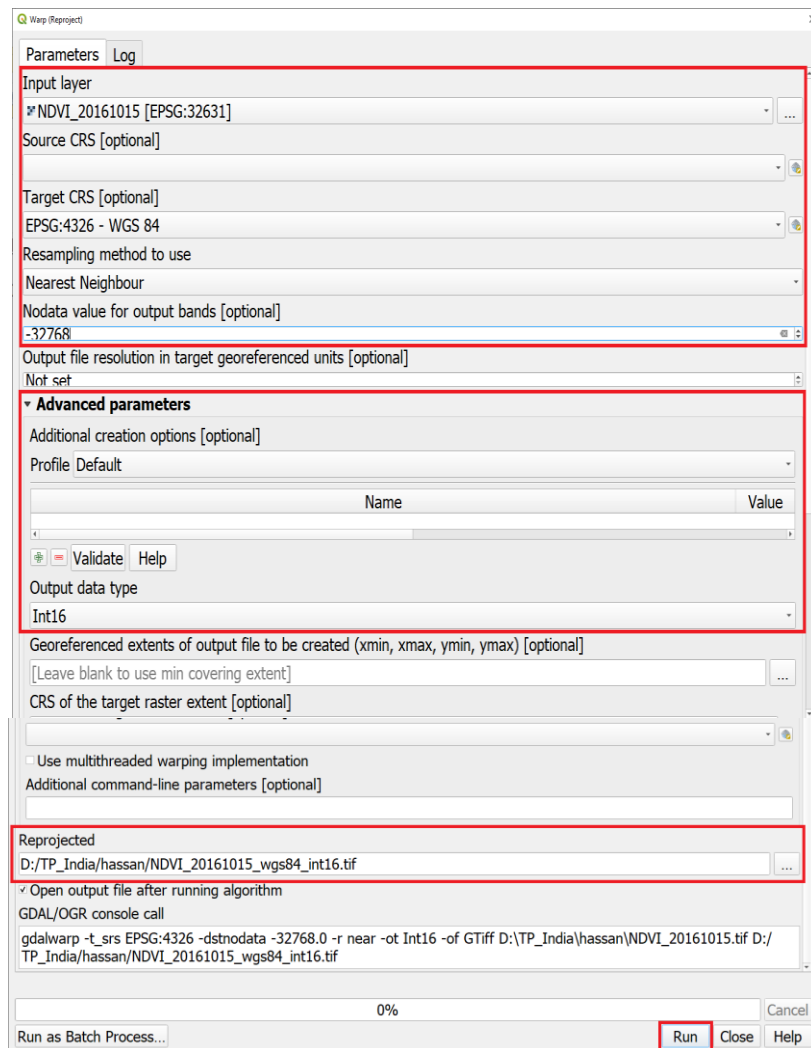 Warp (Reproject)
Parameters Log
Input layer
NDVI_20161015 [EPSG:32631]
...
Source CRS [optional]
Target CRS [optional]
EPSG:4326 - WGS 84
Resampling method to use
Nearest Neighbour
Nodata value for output bands [optional]
-32768
Output file resolution in target georeferenced units [optional]
Not set
Advanced parameters
Additional creation options [optional]
Profile Default
Name Value
Validate Help
Output data type
Int16
Georeferenced extents of output file to be created (xmin, xmax, ymin, ymax) [optional]
[Leave blank to use min covering extent]
...
CRS of the target raster extent [optional]
Use multithreaded warping implementation
Additional command-line parameters [optional]
Reprojected
D:/TP_India/hassan/NDVI_20161015_wgs84_int16.tif
...
Open output file after running algorithm
GDAL/OGR console call
gdalwarp -t_srs EPSG:4326 -dstnodata -32768.0 -r near -ot Int16 -of GTiff D:\TP_India\hassan\NDVI_20161015.tif D:/
TP_India/hassan/NDVI_20161015_wgs84_int16.tif
0%
Cancel
Run as Batch Process...
Run Close Help